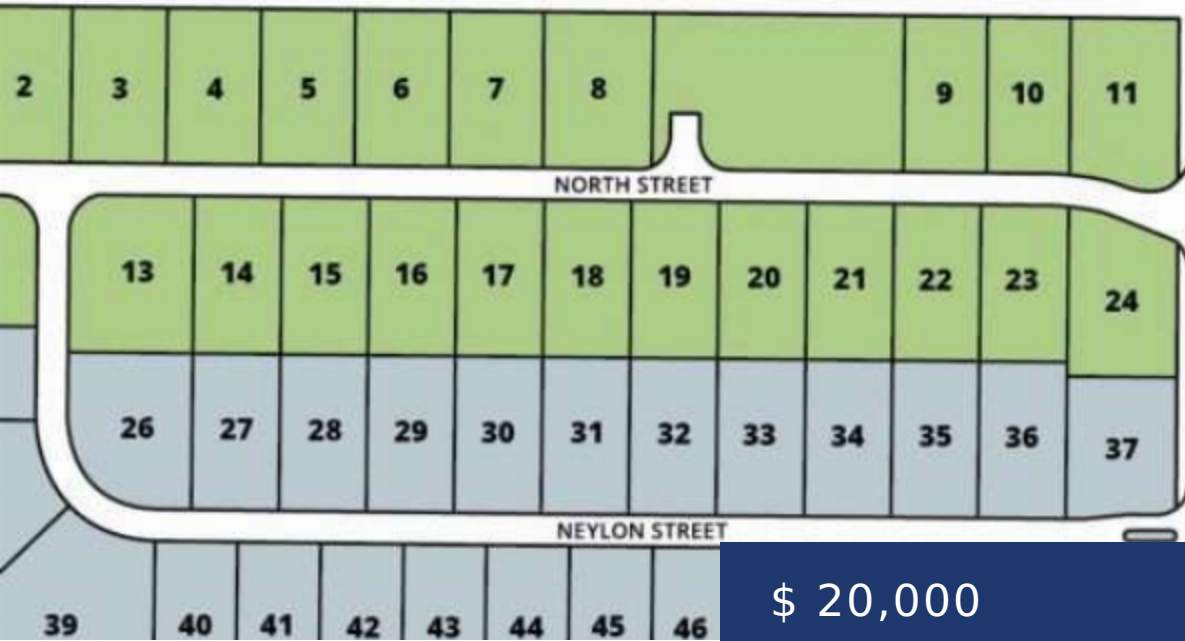 2 3 4 5 6 7 8 9 10 11
NORTH STREET
13 14 15 16 17 18 19 20 21 22 23 24
26 27 28 29 30 31 32 33 34 35 36 37
NEYLON STREET
39 40 41 42 43 44 45 46
$ 20,000